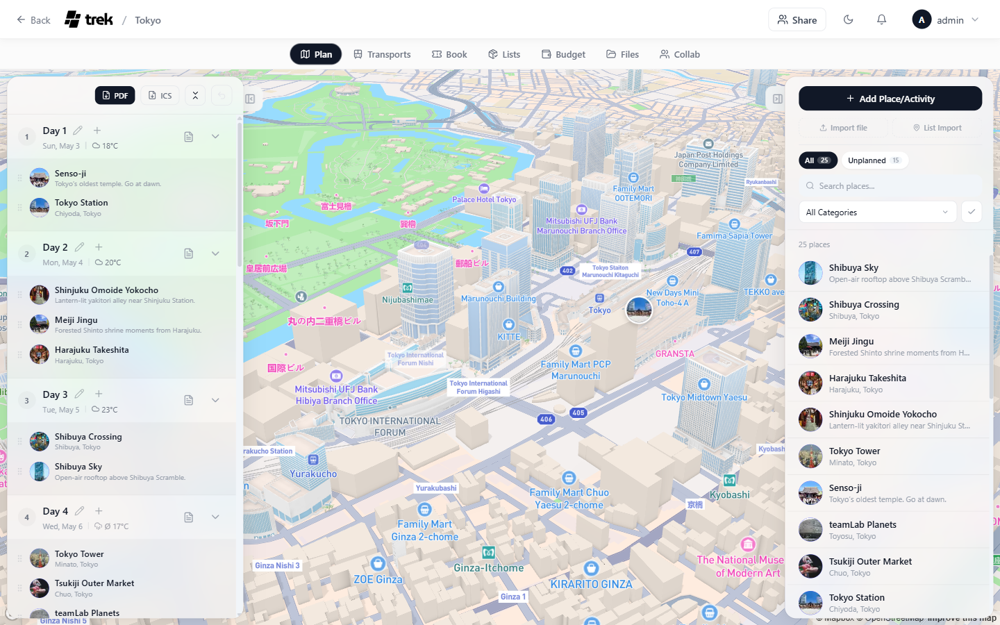 Back
trek
/
Tokyo
Share
A
admin
Plan
Transports
Book
Lists
Budget
Files
Collab
PDF
ICS
1
Day 1
Sun, May 3
18°C
Senso-ji
Tokyo's oldest temple. Go at dawn.
Tokyo Station
Chiyoda, Tokyo
2
Day 2
Mon, May 4
20°C
Shinjuku Omoide Yokocho
Lantern-lit yakitori alley near Shinjuku Station.
Meiji Jingu
Forested Shinto shrine moments from Harajuku.
Harajuku Takeshita
Harajuku, Tokyo
3
Day 3
Tue, May 5
23°C
Shibuya Crossing
Shibuya, Tokyo
Shibuya Sky
Open-air rooftop above Shibuya Scramble.
4
Day 4
Wed, May 6
Ø 17°C
Tokyo Tower
Minato, Tokyo
Tsukiji Outer Market
Chuo, Tokyo
teamLab Planets
Ginza Nishi 5
Japan Post Holdings
Company Limited
Ryukanbashi
Family Mart
OOTEMORI
Palace Hotel Tokyo
富士見櫓
坂下門
巽櫓
Mitsubishi UFJ Bank
Marunouchi Branch Office
Famima Sapia Tower
407
郵船ビル
皇居前広場
402
Tokyo Staiton
Marunouchi Kitaguchi
New Days Mini
Toho-4 A
TEKKO ave
Nijubashimae
Marunouchi Building
Tokyo
丸の内二重橋ビル
KITTE
GRANSTA
Tokyo International
Forum Nishi
国際ビル
Family Mart PCP
Marunouchi
Mitsubishi UFJ Bank
Hibiya Branch Office
Tokyo International
Forum Higashi
Tokyo Midtown Yaesu
TOKYO INTERNATIONAL
FORUM
406
405
rakucho Station
Kyobash
Yurakucho
Yurakubashi
Family Mart Chuo
Yaesu 2-chome
Kyobashi
京橋
Family Mart
Ginza 2-chome
Ginza Nishi 3
Ginza-Itchome
The National Muse
of Modern Art
ZOE Ginza
KIRARITO GINZA
Ginza 1
Add Place/Activity
Import file
List Import
All 25
Unplanned 15
Search places...
All Categories
25 places
Shibuya Sky
Open-air rooftop above Shibuya Scramb...
Shibuya Crossing
Shibuya, Tokyo
Meiji Jingu
Forested Shinto shrine moments from H...
Harajuku Takeshita
Harajuku, Tokyo
Shinjuku Omoide Yokocho
Lantern-lit yakitori alley near Shinjuku St...
Tokyo Tower
Minato, Tokyo
Senso-ji
Tokyo's oldest temple. Go at dawn.
teamLab Planets
Toyosu, Tokyo
Tsukiji Outer Market
Chuo, Tokyo
Tokyo Station
Chiyoda, Tokyo
© Mapbox © OpenStreetMap Improve this map